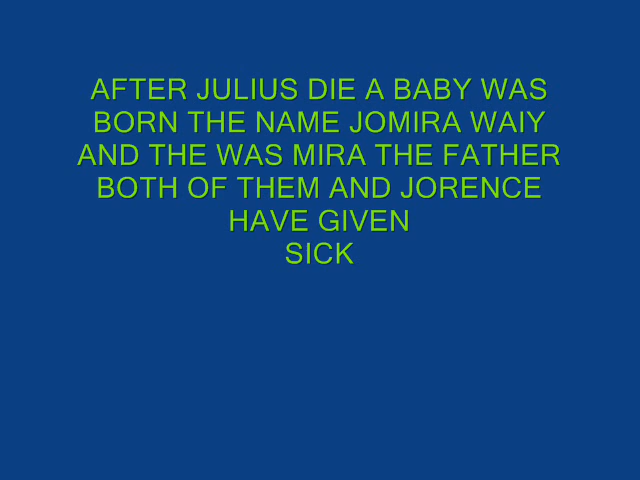 AFTER JULIUS DIE A BABY WAS
BORN THE NAME JOMIRA WAIY
AND THE WAS MIRA THE FATHER
BOTH OF THEM AND JORENCE
HAVE GIVEN
SICK